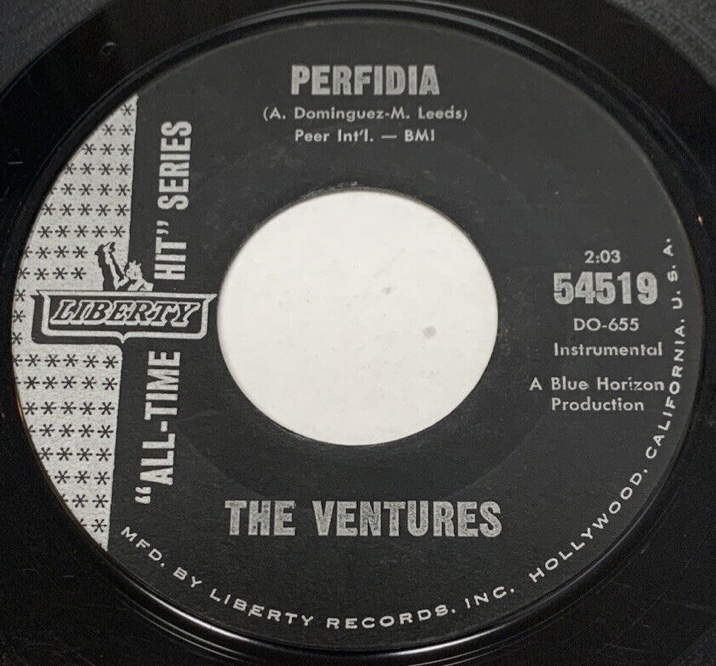 PERFIDIA
(A. Dominguez-M. Leeds)
Peer Int'l. — BMI
"ALL-TIME HIT" SERIES
LIBERTY
2:03
54519
DO-655
Instrumental
A Blue Horizon
Production
THE VENTURES
MFD. BY LIBERTY RECORDS, INC. HOLLYWOOD, CALIFORNIA, U. S. A.